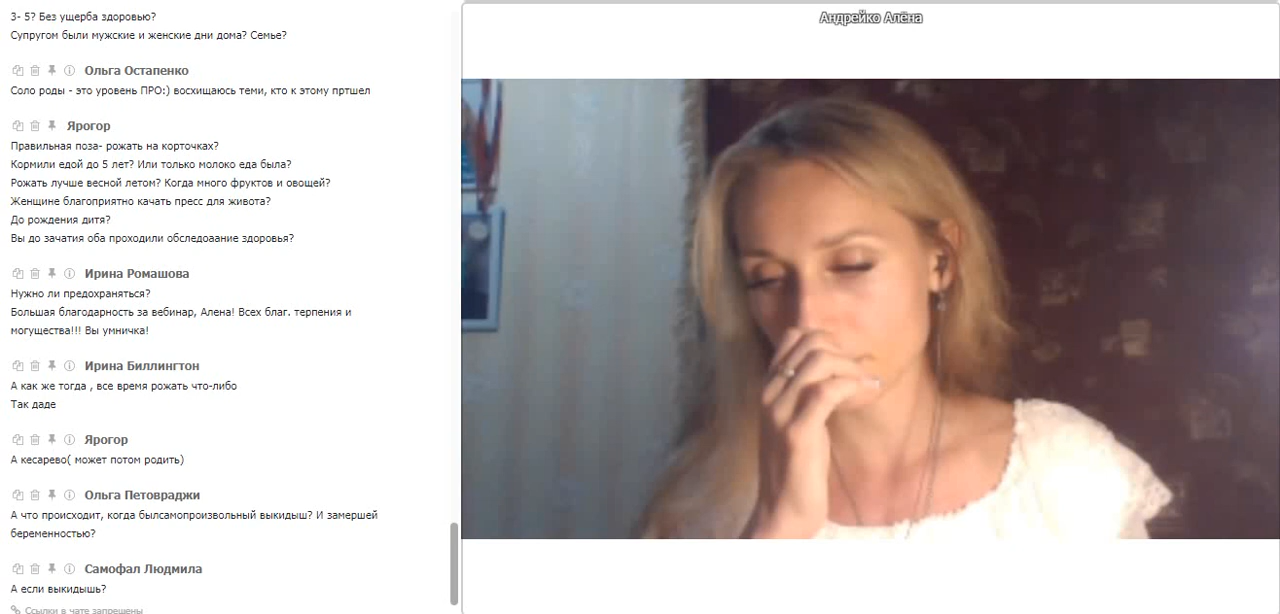 3- 5? Без ущерба здоровью?
Супругом были мужские и женские дни дома? Семье?
Ольга Остапенко
Соло роды - это уровень ПРО:) восхищаюсь теми, кто к этому пртшел
Ярогор
Правильная поза- рожать на корточках?
Кормили едой до 5 лет? Или только молоко еда была?
Рожать лучше весной летом? Когда много фруктов и овощей?
Женщине благоприятно качать пресс для живота?
До рождения дитя?
Вы до зачатия оба проходили обследоаание здоровья?
Ирина Ромашова
Нужно ли предохраняться?
Большая благодарность за вебинар, Алена! Всех благ. терпения и
могущества!!! Вы умничка!
Ирина Биллингтон
А как же тогда , все время рожать что-либо
Так даде
Ярогор
А кесарево( может потом родить)
Ольга Петовраджи
А что происходит, когда былсамопроизвольный выкидыш? И замершей
беременностью?
Самофал Людмила
А если выкидышь?
Ссылки в чате запрещены
Андрейко Алёна